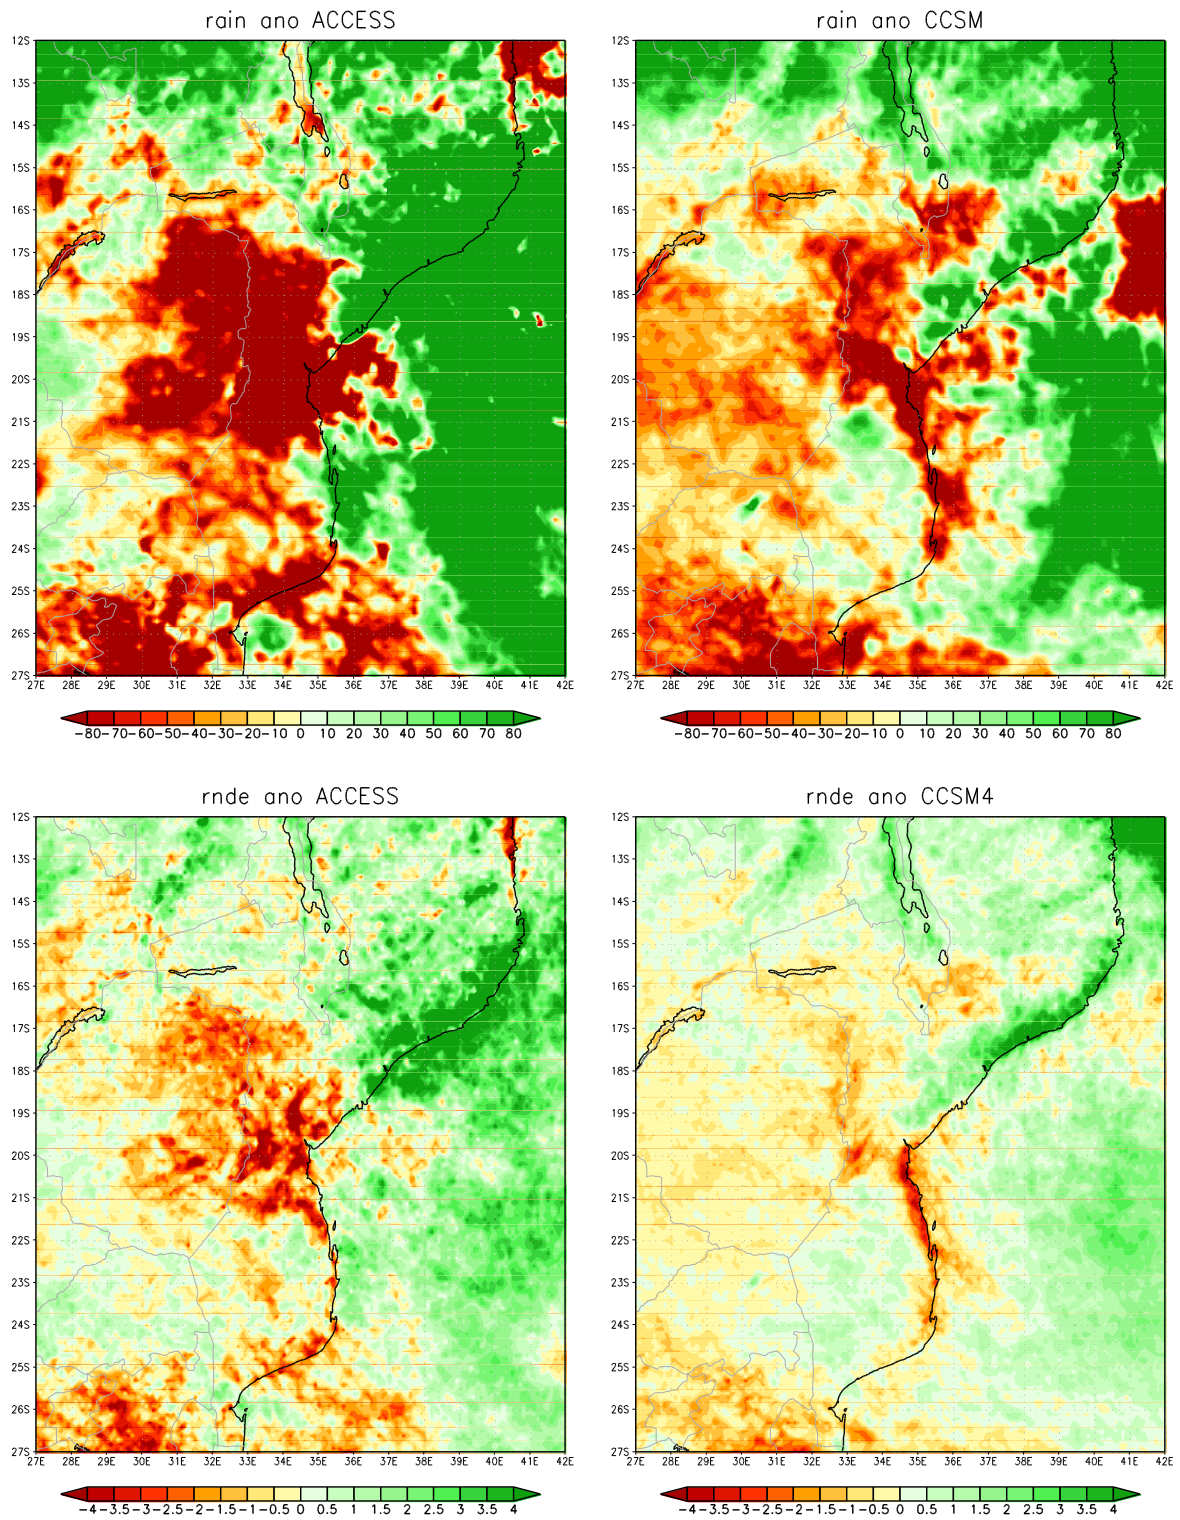 rain ano ACCESS
rain ano CCSM
12S
13S
14S
15S
16S
17S
18S
19S
20S
21S
22S
23S
24S
25S
26S
27S
27E 28E 29E 30E 31E 32E 33E 34E 35E 36E 37E 38E 39E 40E 41E 42E
-80 -70 -60 -50 -40 -30 -20 -10 0 10 20 30 40 50 60 70 80
12S
13S
14S
15S
16S
17S
18S
19S
20S
21S
22S
23S
24S
25S
26S
27S
27E 28E 29E 30E 31E 32E 33E 34E 35E 36E 37E 38E 39E 40E 41E 42E
-80 -70 -60 -50 -40 -30 -20 -10 0 10 20 30 40 50 60 70 80
rnde ano ACCESS
rnde ano CCSM4
12S
13S
14S
15S
16S
17S
18S
19S
20S
21S
22S
23S
24S
25S
26S
27S
27E 28E 29E 30E 31E 32E 33E 34E 35E 36E 37E 38E 39E 40E 41E 42E
-4 -3.5 -3 -2.5 -2 -1.5 -1 -0.5 0 0.5 1 1.5 2 2.5 3 3.5 4
12S
13S
14S
15S
16S
17S
18S
19S
20S
21S
22S
23S
24S
25S
26S
27S
27E 28E 29E 30E 31E 32E 33E 34E 35E 36E 37E 38E 39E 40E 41E 42E
-4 -3.5 -3 -2.5 -2 -1.5 -1 -0.5 0 0.5 1 1.5 2 2.5 3 3.5 4